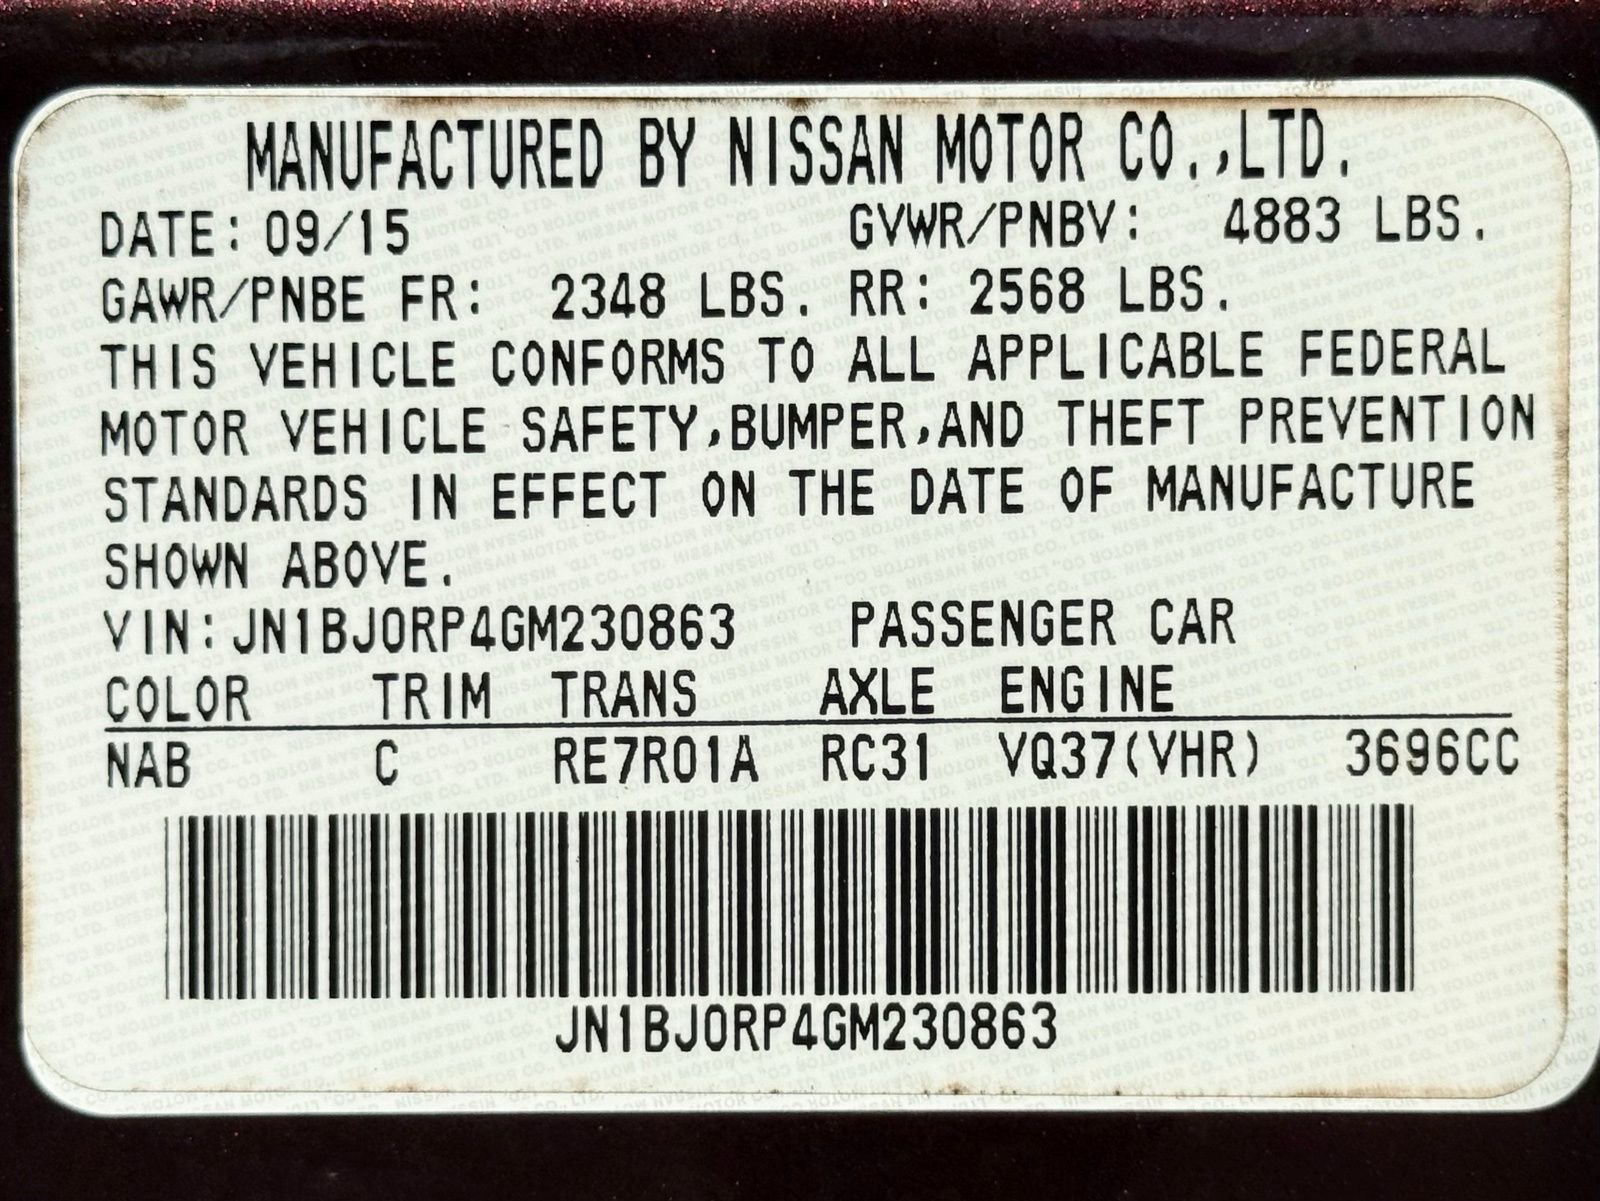 MANUFACTURED BY NISSAN MOTOR CO.,LTD.
DATE: 09/15 GVWR/PNBV: 4883 LBS.
GAWR/PNBE FR: 2348 LBS. RR: 2568 LBS.
THIS VEHICLE CONFORMS TO ALL APPLICABLE FEDERAL
MOTOR VEHICLE SAFETY,BUMPER,AND THEFT PREVENTION
STANDARDS IN EFFECT ON THE DATE OF MANUFACTURE
SHOWN ABOVE.
VIN:JN1BJ0RP4GM230863 PASSENGER CAR
COLOR TRIM TRANS AXLE ENGINE
NAB C RE7R01A RC31 VQ37(VHR) 3696CC
JN1BJ0RP4GM230863